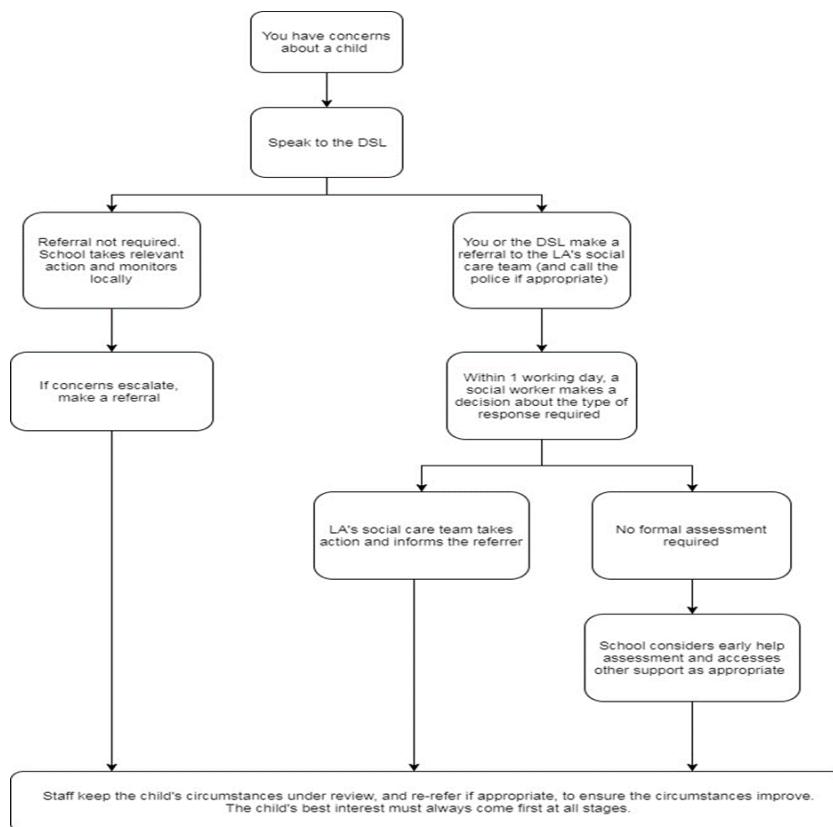 You have concerns
about a child
Speak to the DSL
Referral not required.
School takes relevant
action and monitors
locally
You or the DSL make a
referral to the LA's social
care team (and call the
police if appropriate)
If concerns escalate,
make a referral
Within 1 working day, a
social worker makes a
decision about the type of
response required
LA's social care team takes
action and informs the referrer
No formal assessment
required
School considers early help
assessment and accesses
other support as appropriate
Staff keep the child's circumstances under review, and re-refer if appropriate, to ensure the circumstances improve.
The child's best interest must always come first at all stages.